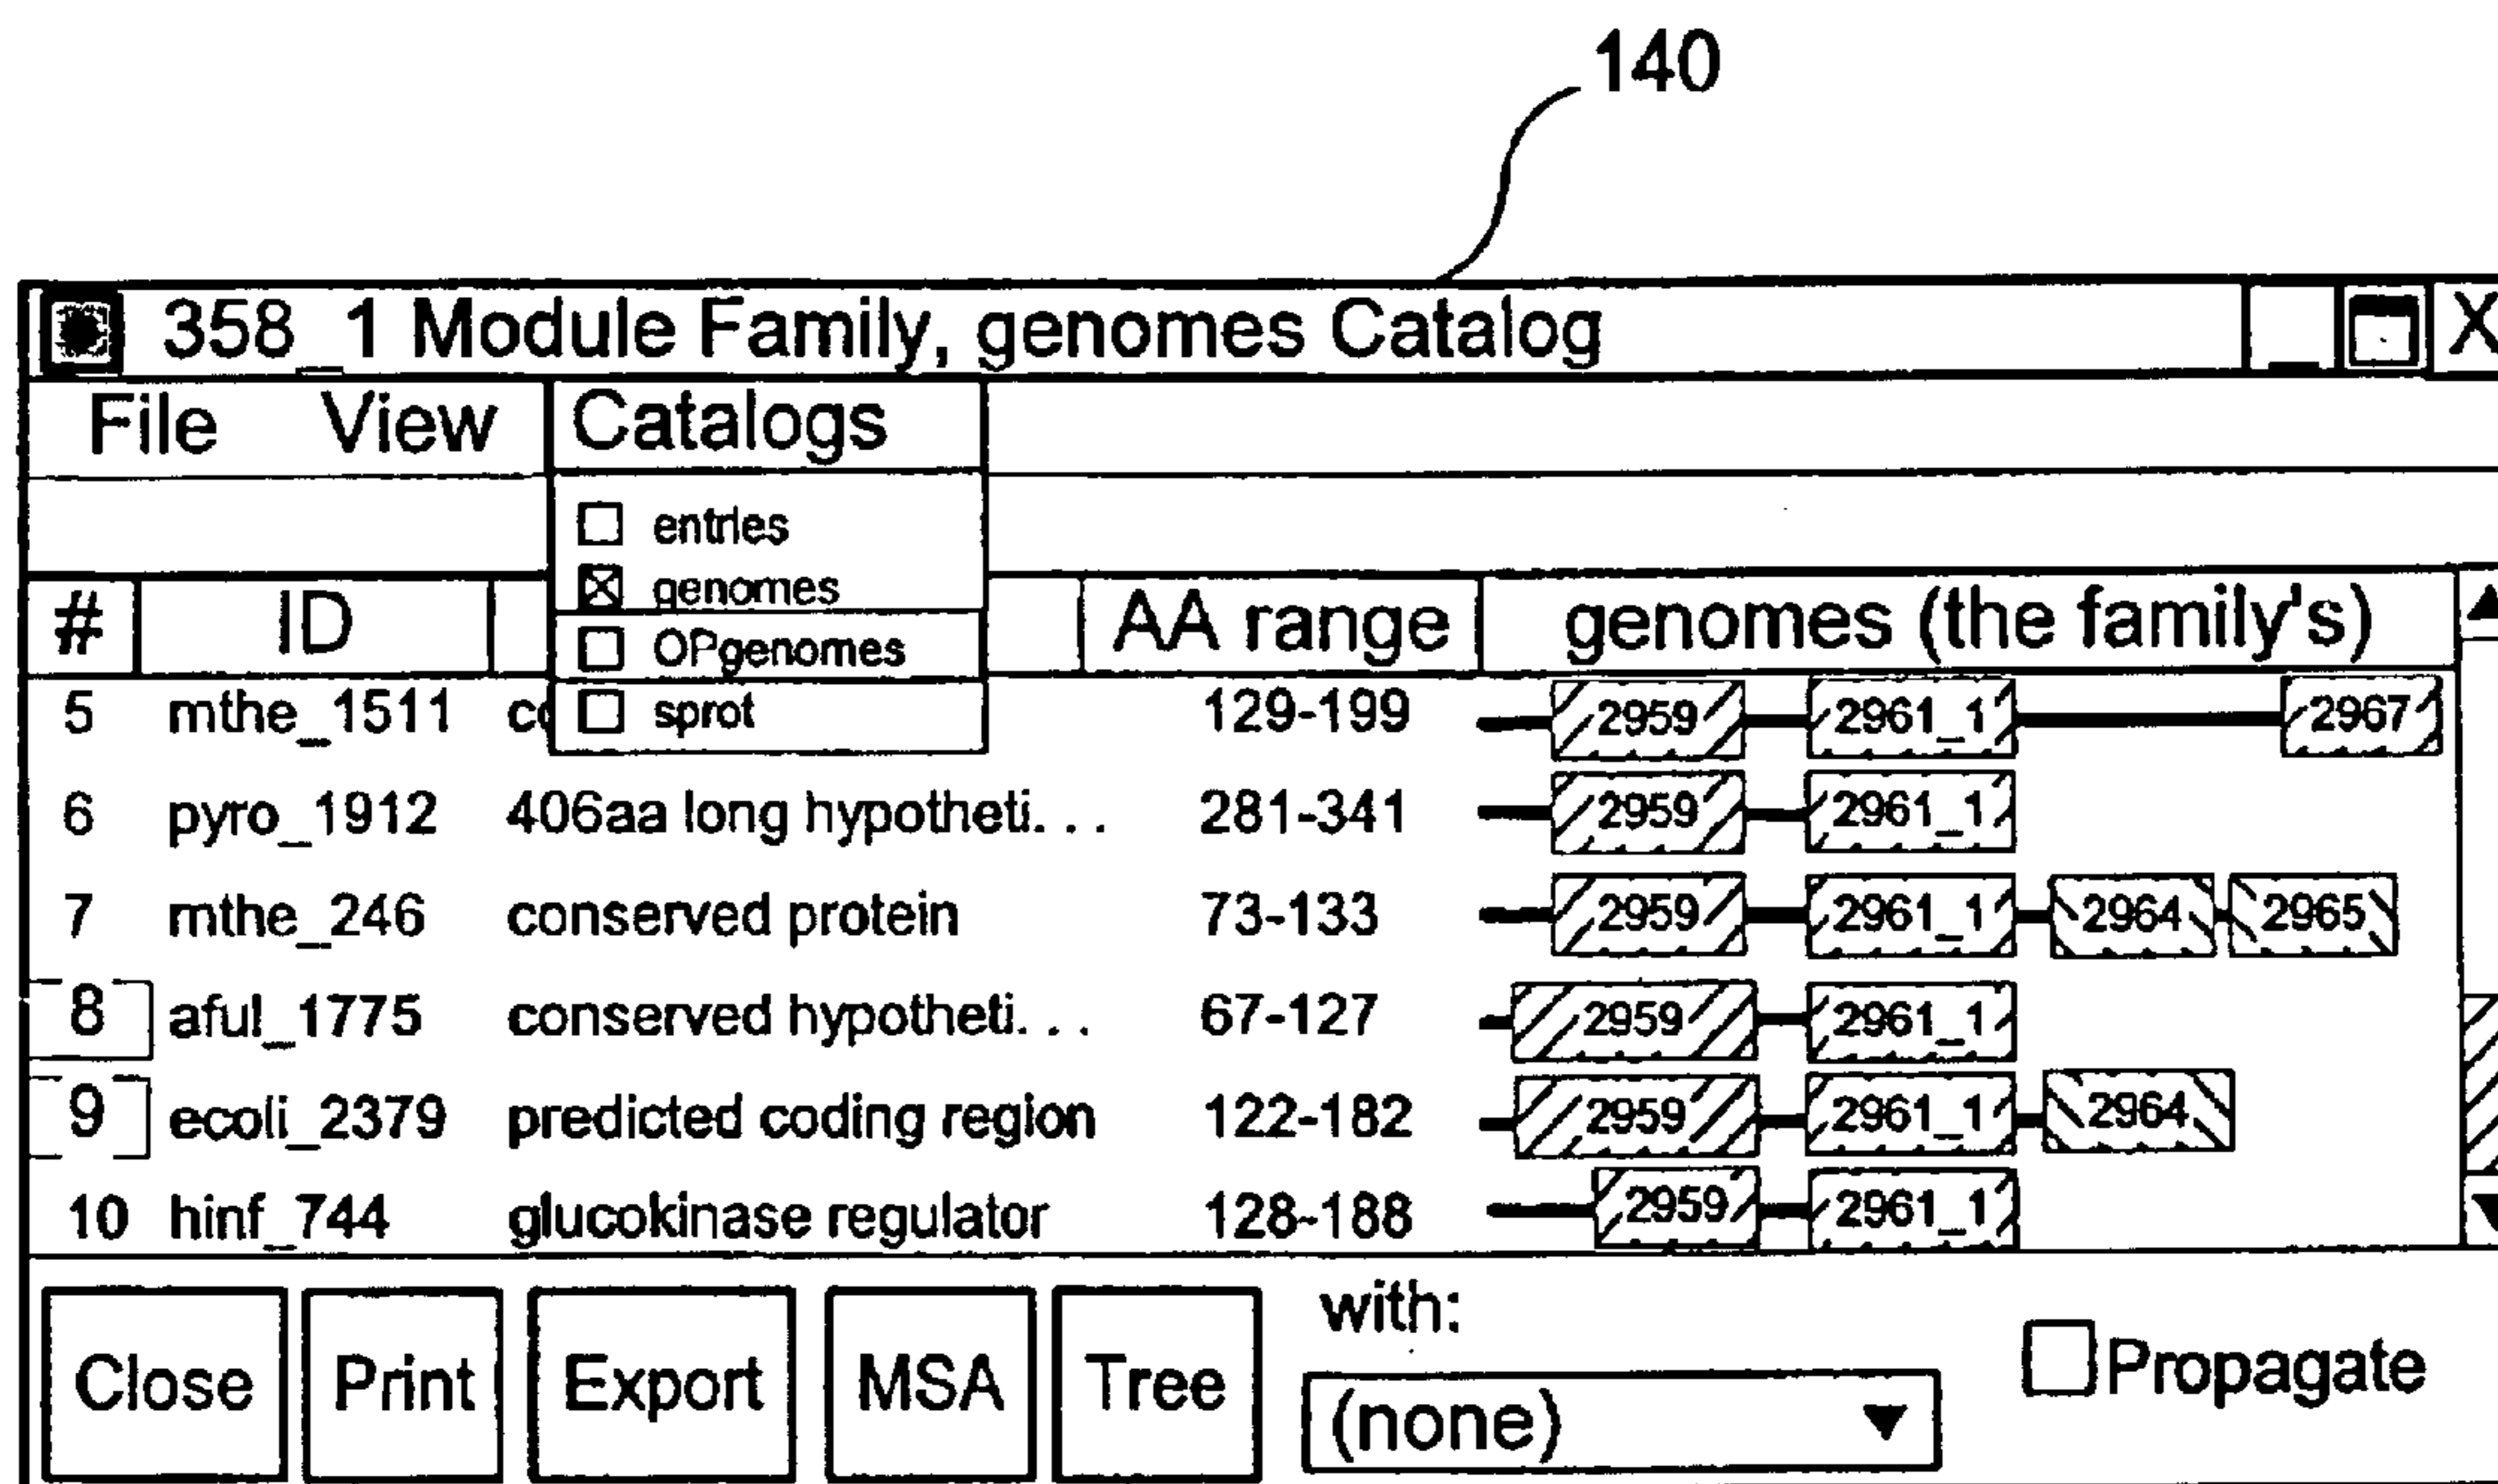 140
358_1 Module Family, genomes Catalog X
File View Catalogs
entries
genomes
# ID AA range genomes (the family's)
OPgenomes
5 mthe_1511 129-199 2959 2961_1 2967
sprot
6 pyro_1912 406aa long hypotheti... 281-341 2959 2961_1
7 mthe_246 conserved protein 73-133 2959 2961_1 2964 2965
8 aful_1775 conserved hypotheti... 67-127 2959 2961_1
9 ecoli_2379 predicted coding region 122-182 2959 2961_1 2964
10 hinf_744 glucokinase regulator 128-188 2959 2961_1
with:
Close Print Export MSA Tree (none) Propagate